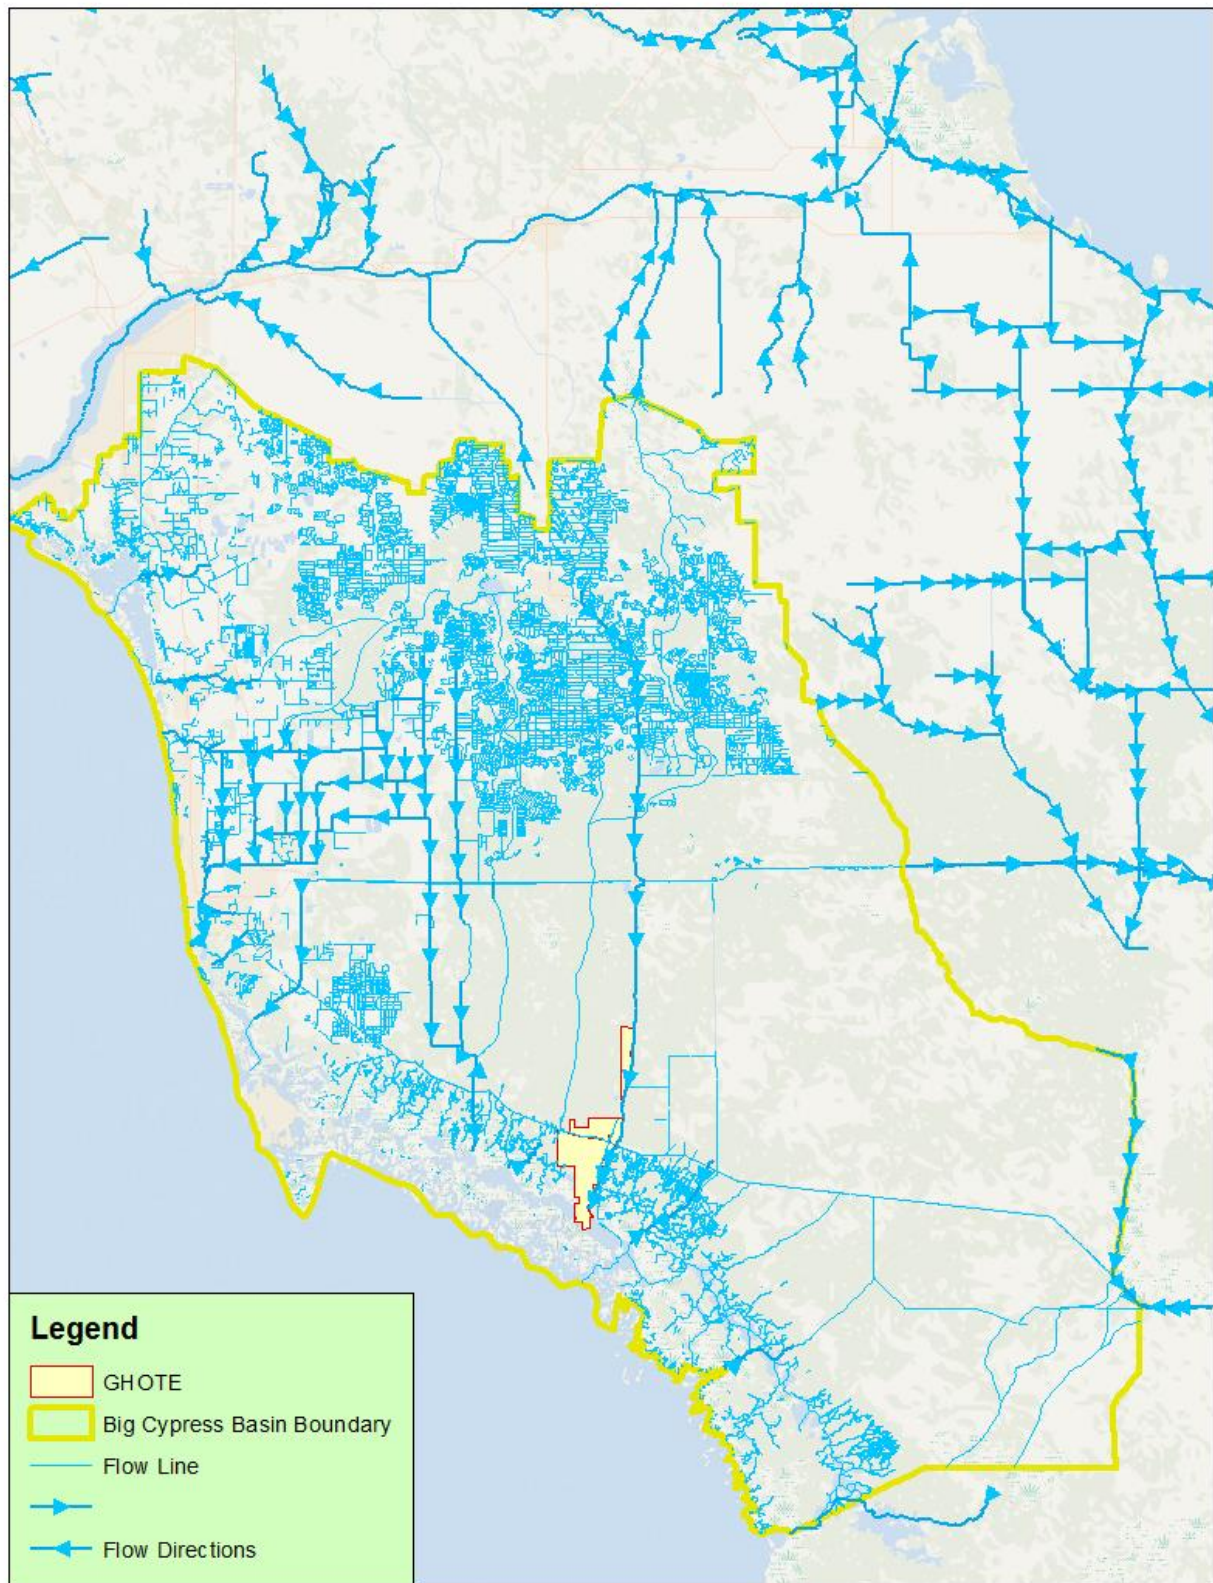 Legend
GHOTE
Big Cypress Basin Boundary
Flow Line
Flow Directions